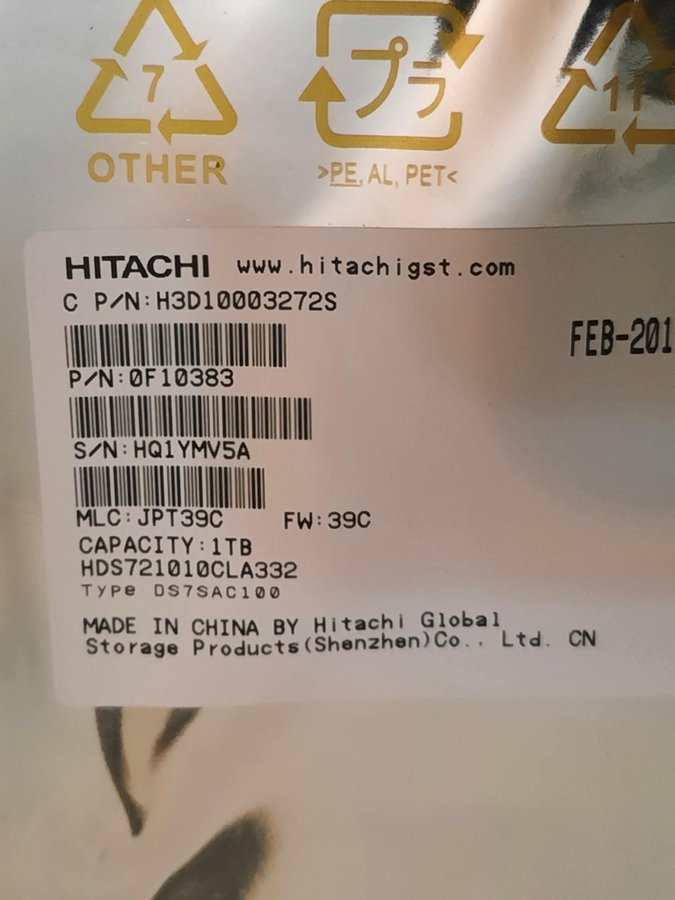 7
プラ
11
OTHER
>PE, AL, PET<
HITACHI www.hitachigst.com
C P/N:H3D10003272S
FEB-201
P/N:0F10383
S/N:HQ1YMV5A
MLC:JPT39C FW:39C
CAPACITY:1TB
HDS721010CLA332
Type DS7SAC100
MADE IN CHINA BY Hitachi Global
Storage Products(Shenzhen)Co., Ltd. CN